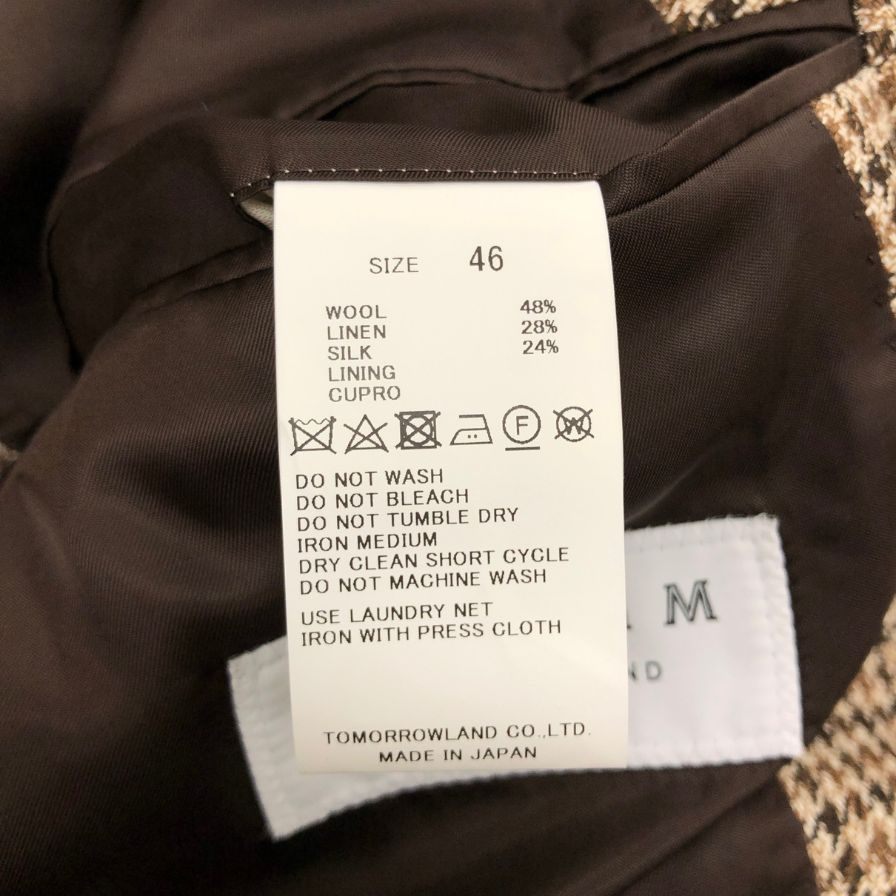 SIZE 46
WOOL 48%
LINEN 28%
SILK 24%
LINING
CUPRO
F W
DO NOT WASH
DO NOT BLEACH
DO NOT TUMBLE DRY
IRON MEDIUM
DRY CLEAN SHORT CYCLE
DO NOT MACHINE WASH
USE LAUNDRY NET
IRON WITH PRESS CLOTH
TOMORROWLAND CO.,LTD.
MADE IN JAPAN
M
ND